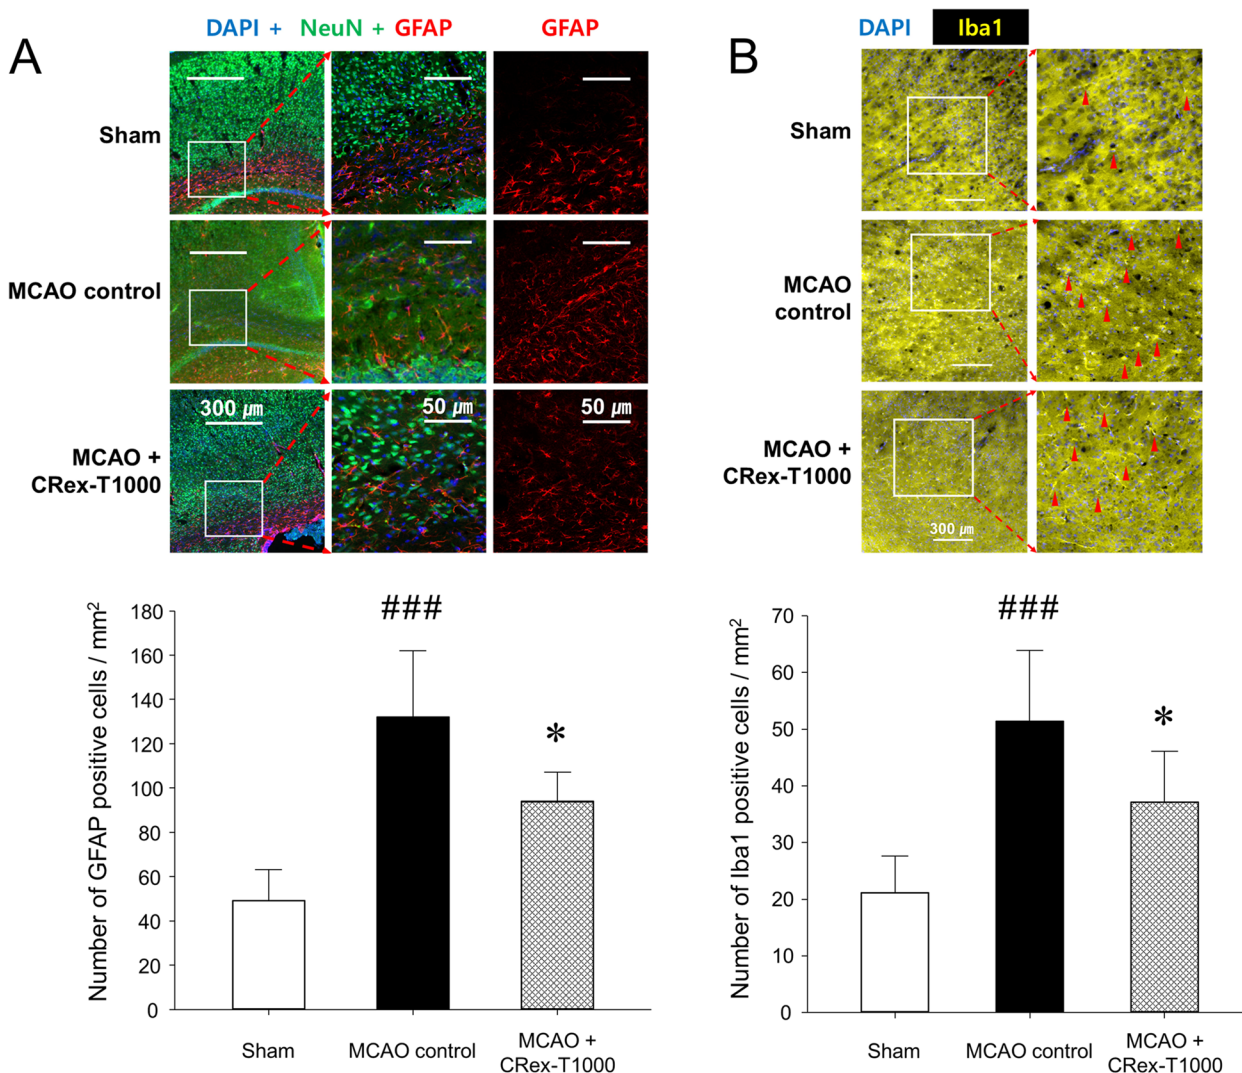 A
DAPI + NeuN + GFAP
GFAP
Sham
MCAO control
MCAO +
CRex-T1000
300 ㎛
50 ㎛
50 ㎛
Number of GFAP positive cells / mm²
180
160
140
120
100
80
60
40
20
0
###
*
Sham
MCAO control
MCAO +
CRex-T1000
B
DAPI
Iba1
Sham
MCAO
control
MCAO +
CRex-T1000
300 ㎛
Number of Iba1 positive cells / mm²
70
60
50
40
30
20
10
0
###
*
Sham
MCAO control
MCAO +
CRex-T1000